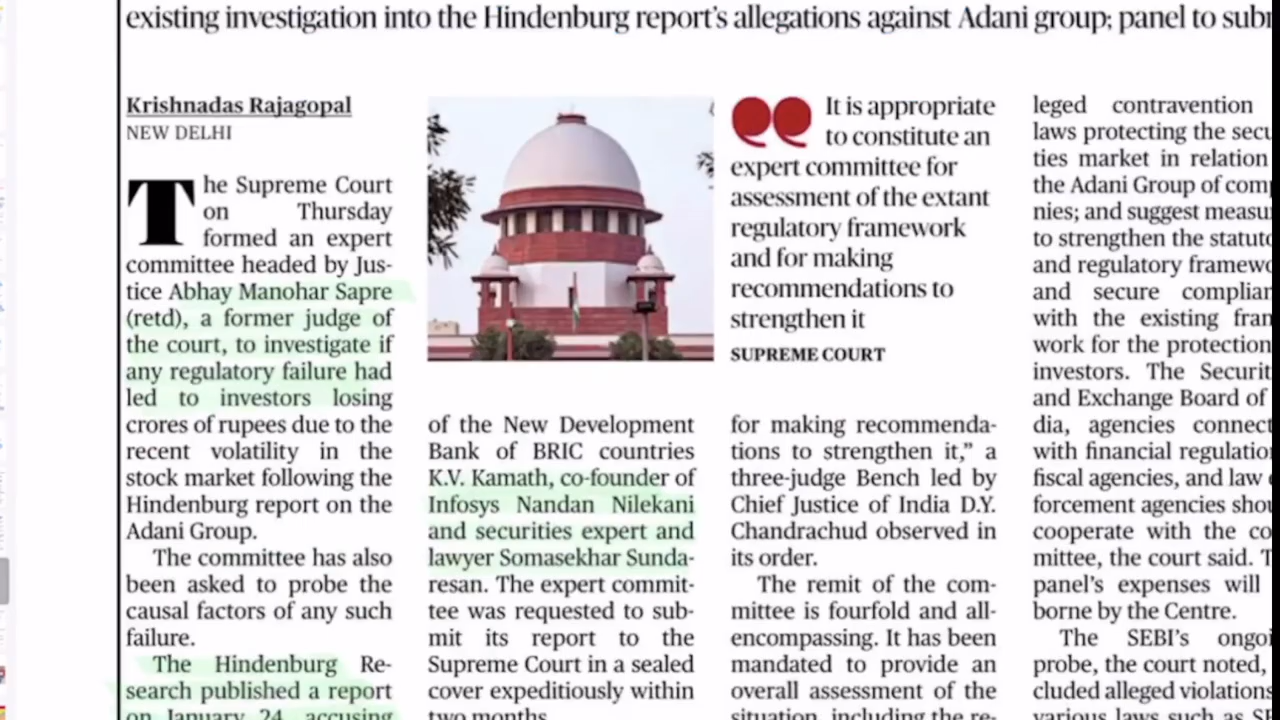 existing investigation into the Hindenburg report's allegations against Adani group; panel to
Krishnadas Rajagopal
NEW DELHI
The Supreme Court
on Thursday
formed an expert
committee headed by Jus-
tice Abhay Manohar Sapre
(retd), a former judge of
the court, to investigate if
any regulatory failure had
led to investors losing
crores of rupees due to the
recent volatility in the
stock market following the
Hindenburg report on the
Adani Group.
The committee has also
been asked to probe the
causal factors of any such
failure.
The Hindenburg Re-
search published a report
on January 24, accusing
of the New Development
Bank of BRIC countries
K.V. Kamath, co-founder of
Infosys Nandan Nilekani
and securities expert and
lawyer Somasekhar Sunda-
resan. The expert commit-
tee was requested to sub-
mit its report to the
Supreme Court in a sealed
cover expeditiously within
two months.
It is appropriate
to constitute an
expert committee for
assessment of the extant
regulatory framework
and for making
recommendations to
strengthen it
SUPREME COURT
for making recommenda-
tions to strengthen it,” a
three-judge Bench led by
Chief Justice of India D.Y.
Chandrachud observed in
its order.
The remit of the com-
mittee is fourfold and all-
encompassing. It has been
mandated to provide an
overall assessment of the
situation, including the re-
leged contravention
laws protecting the
ties market in relation
the Adani Group of
nies; and suggest
to strengthen the
and regulatory
and secure
with the existing
work for the protection
investors. The
and Exchange Board of
dia, agencies
with financial
fiscal agencies, and law
forcement agencies
cooperate with the
mittee, the court said.
panel's expenses will
borne by the Centre.
The SEBI's
probe, the court noted,
cluded alleged violations
various laws such as